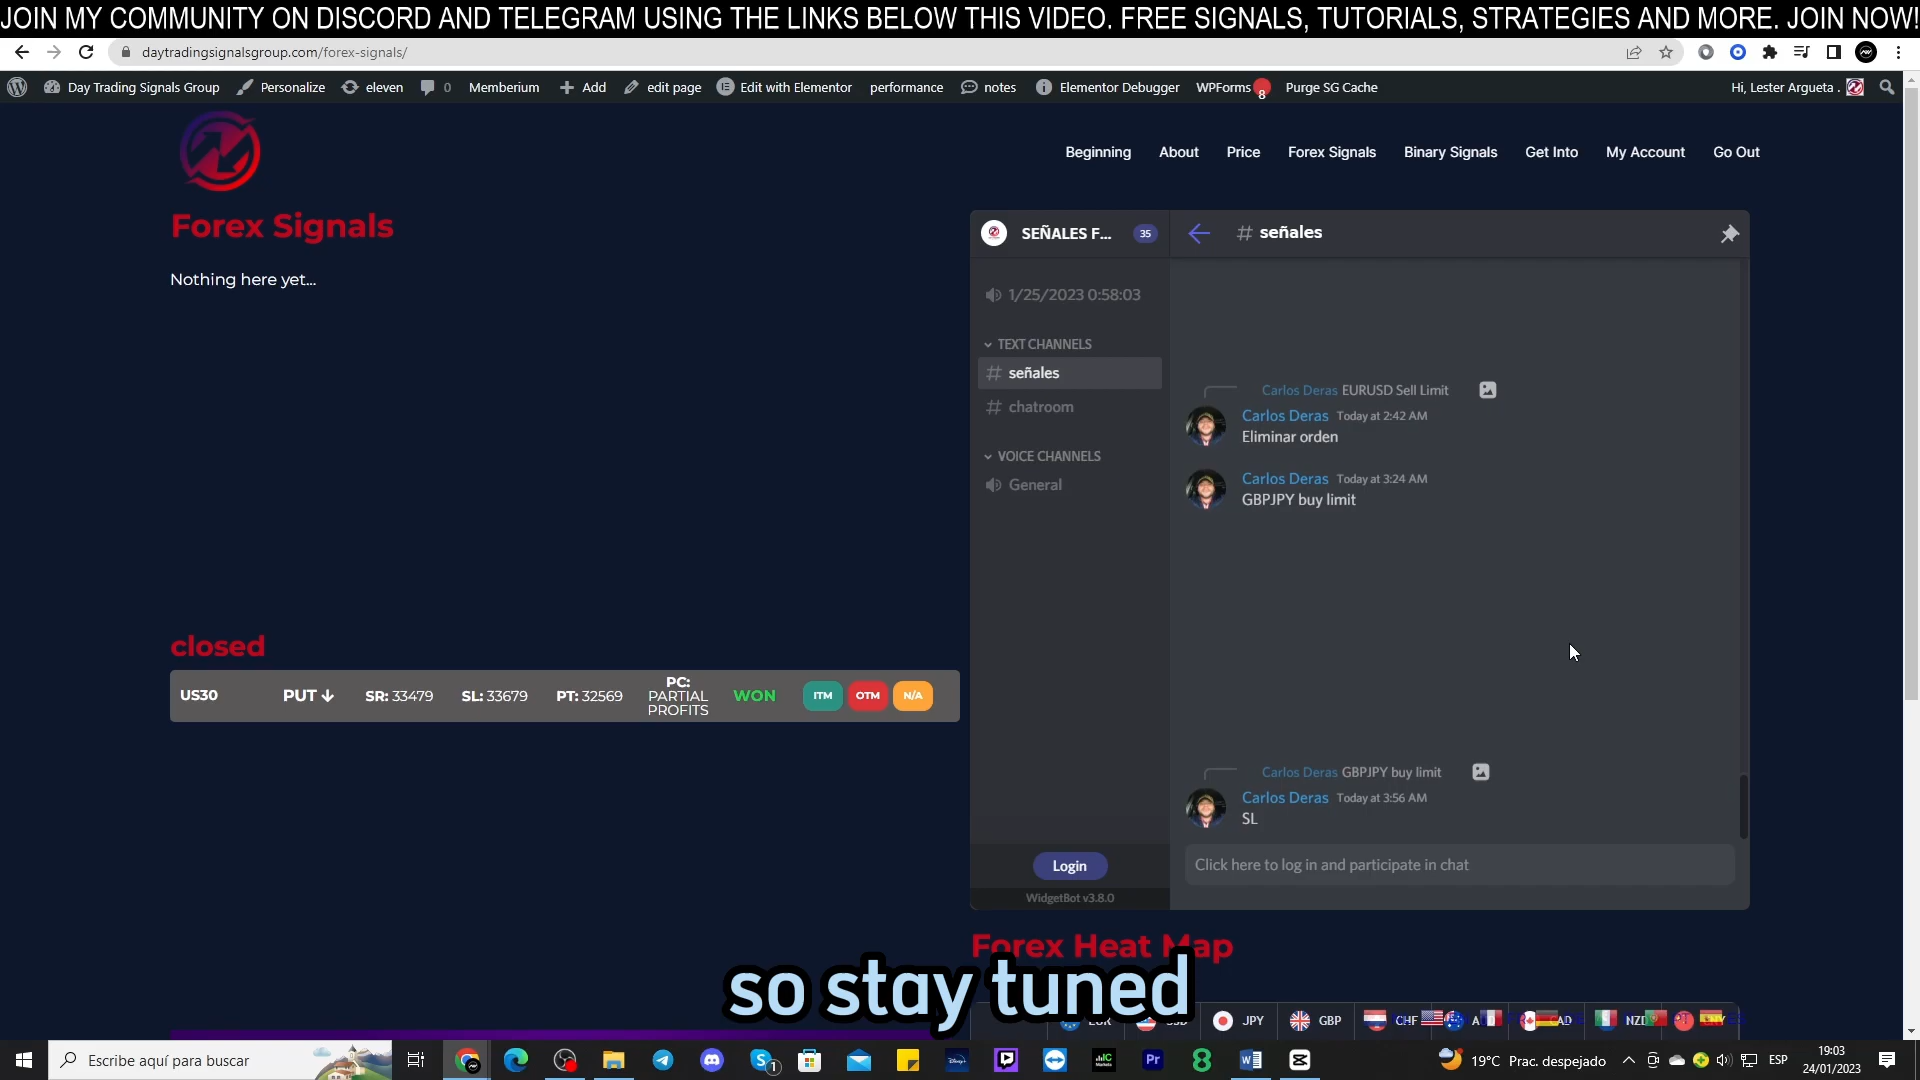 JOIN MY COMMUNITY ON DISCORD AND TELEGRAM USING THE LINKS BELOW THIS VIDEO. FREE SIGNALS, TUTORIALS, STRATEGIES AND MORE. JOIN NOW!
daytradingsignalsgroup.com/forex-signals/
Day Trading Signals Group Personalize eleven 0 Memberium Add edit page Edit with Elementor performance notes Elementor Debugger WPForms 8 Purge SG Cache Hi, Lester Argueta .
Beginning About Price Forex Signals Binary Signals Get Into My Account Go Out
Forex Signals
Nothing here yet...
closed
US30 PUT SR: 33479 SL: 33679 PT: 32569 PC: PARTIAL PROFITS WON ITM OTM N/A
SEÑALES F... 35
1/25/2023 0:58:03
TEXT CHANNELS
# señales
# chatroom
VOICE CHANNELS
General
Login
WidgetBot v3.8.0
# señales
Carlos Deras EURUSD Sell Limit
Carlos Deras Today at 2:42 AM
Eliminar orden
Carlos Deras Today at 3:24 AM
GBPJPY buy limit
Carlos Deras GBPJPY buy limit
Carlos Deras Today at 3:56 AM
SL
Click here to log in and participate in chat
Forex Heat Map
so stay tuned
JPY GBP CHF NZD
Escribe aquí para buscar
1
Pr
19°C Prac. despejado
ESP
19:03
24/01/2023